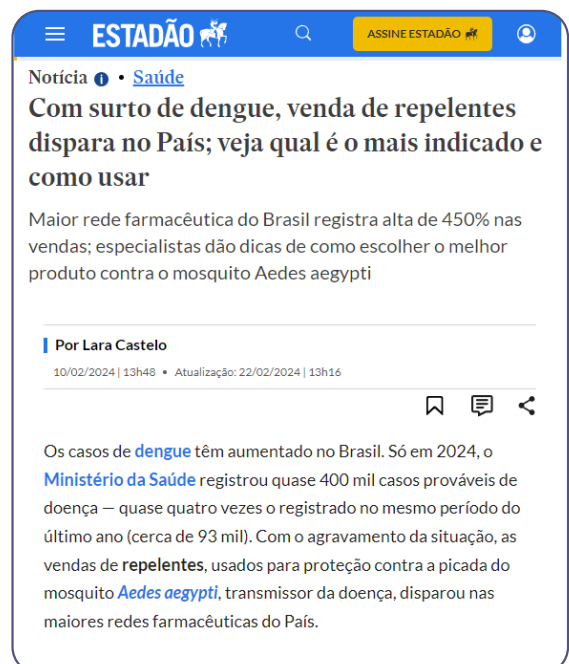 ESTADÃO
ASSINE ESTADÃO
Notícia • Saúde
Com surto de dengue, venda de repelentes
dispara no País; veja qual é o mais indicado e
como usar
Maior rede farmacêutica do Brasil registra alta de 450% nas
vendas; especialistas dão dicas de como escolher o melhor
produto contra o mosquito Aedes aegypti
Por Lara Castelo
10/02/2024 | 13h48 • Atualização: 22/02/2024 | 13h16
Os casos de dengue têm aumentado no Brasil. Só em 2024, o
Ministério da Saúde registrou quase 400 mil casos prováveis de
doença — quase quatro vezes o registrado no mesmo período do
último ano (cerca de 93 mil). Com o agravamento da situação, as
vendas de repelentes, usados para proteção contra a picada do
mosquito Aedes aegypti, transmissor da doença, disparou nas
maiores redes farmacêuticas do País.